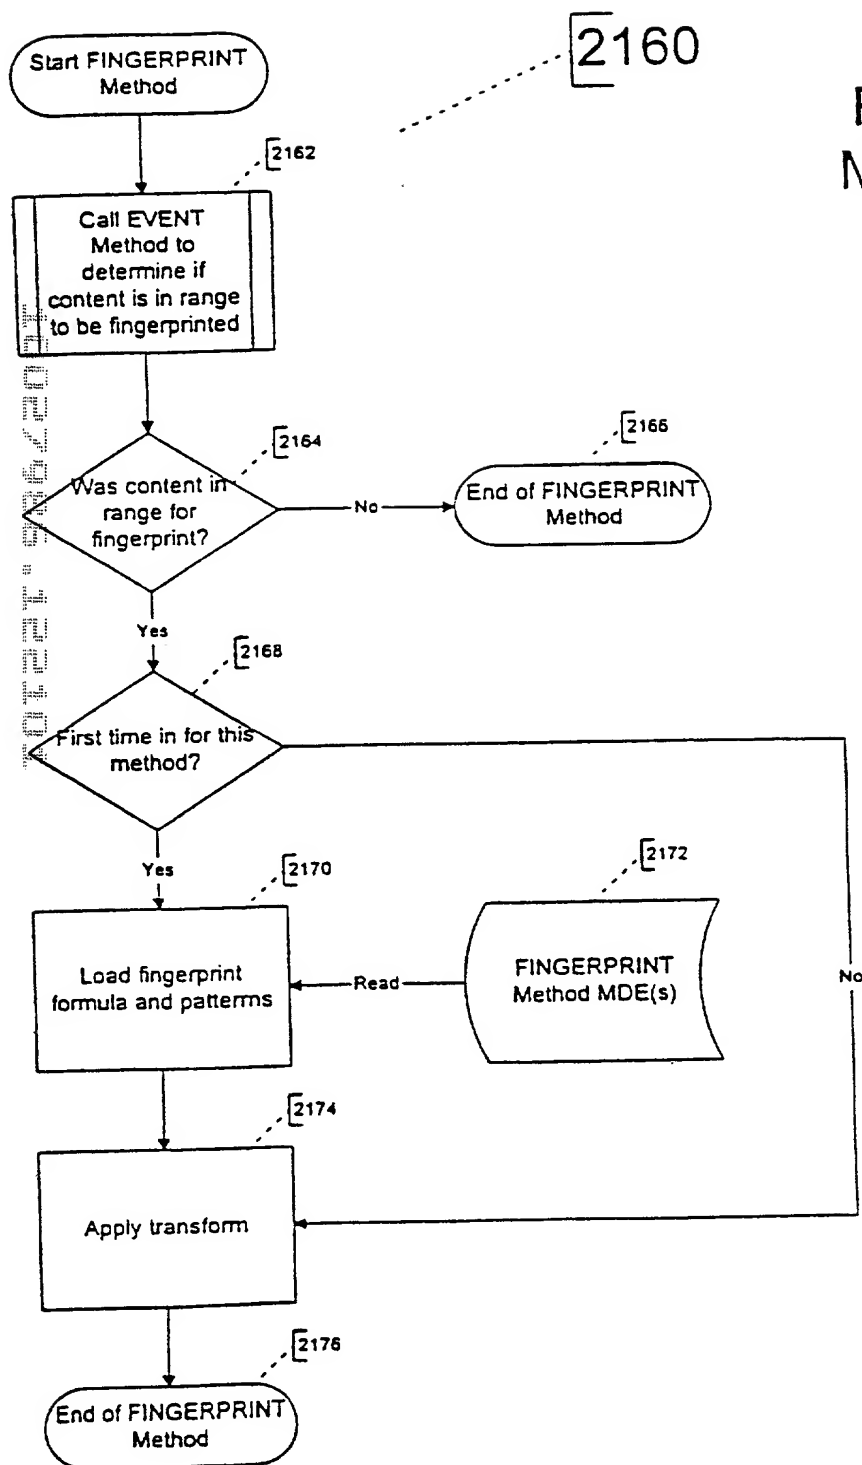 2160
Start FINGERPRINT
Method
2162
Call EVENT
Method to
determine if
content is in range
to be fingerprinted
2164
Was content in
range for
fingerprint?
No
2166
End of FINGERPRINT
Method
Yes
2168
First time in for this
method?
Yes
No
2170
Load fingerprint
formula and patterns
Read
2172
FINGERPRINT
Method MDE(s)
2174
Apply transform
2176
End of FINGERPRINT
Method